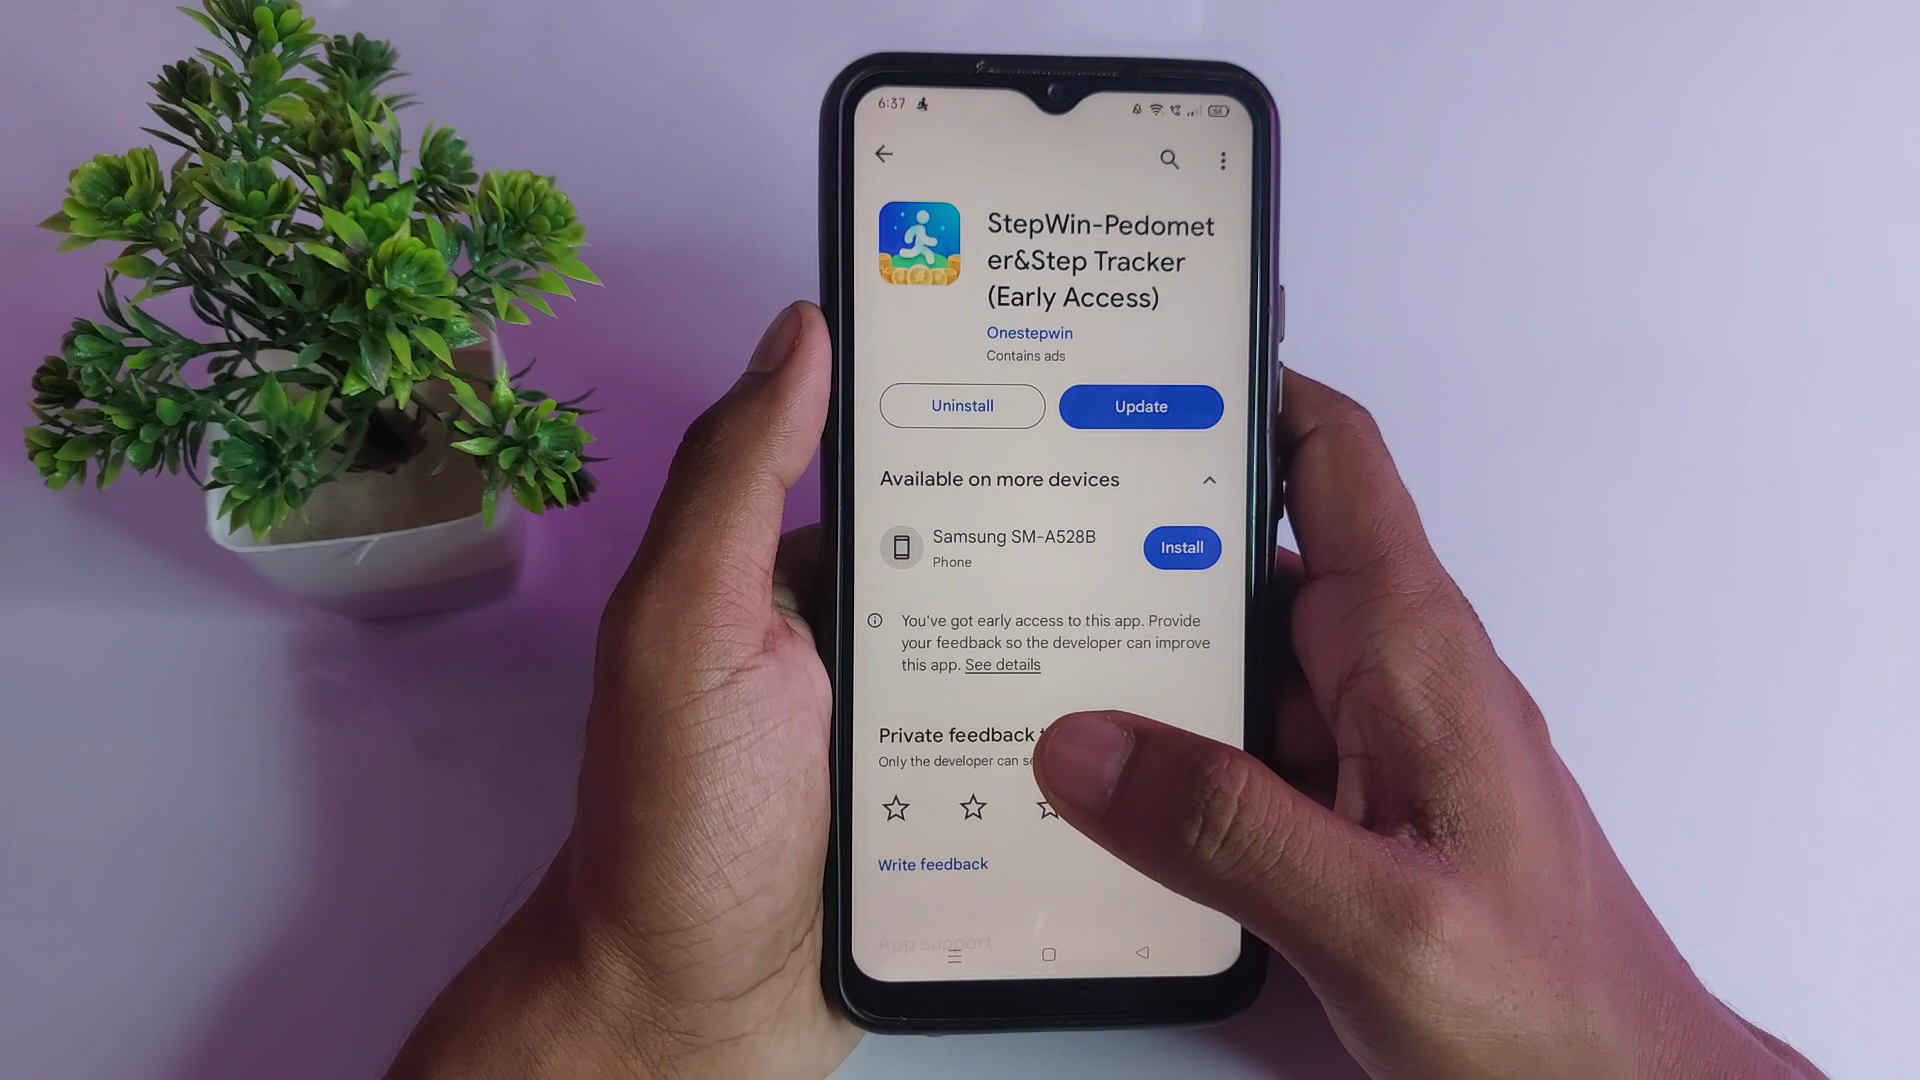 6:37
64
StepWin-Pedomet
er&Step Tracker
(Early Access)
Onestepwin
Contains ads
Uninstall
Update
Available on more devices
Samsung SM-A528B
Phone
Install
You've got early access to this app. Provide
your feedback so the developer can improve
this app. See details
Private feedback
Only the developer can
Write feedback
App support